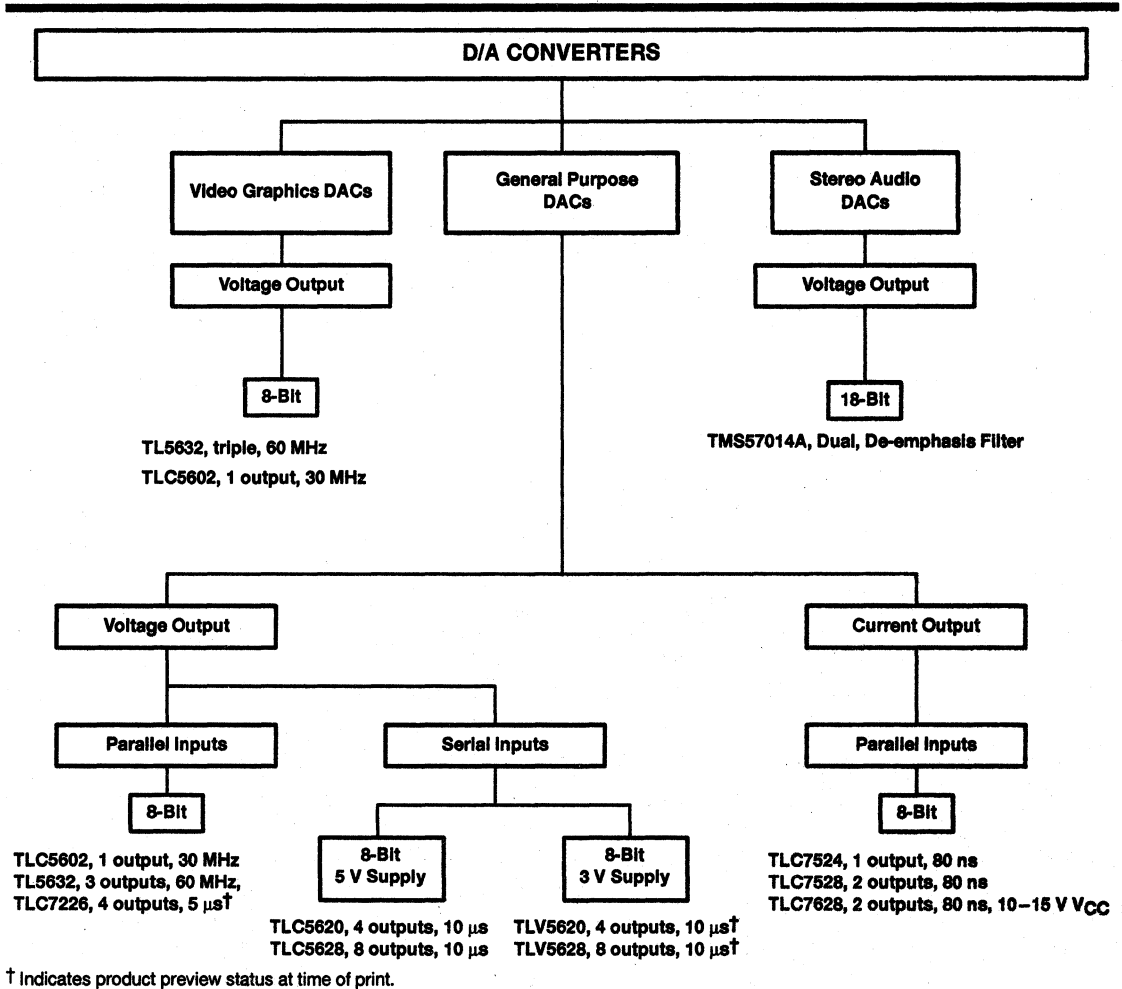 D/A CONVERTERS
Video Graphics DACs
General Purpose
DACs
Stereo Audio
DACs
Voltage Output
Voltage Output
8-Bit
18-Bit
TL5632, triple, 60 MHz
TLC5602, 1 output, 30 MHz
TMS57014A, Dual, De-emphasis Filter
Voltage Output
Current Output
Parallel Inputs
Serial Inputs
Parallel Inputs
8-Bit
8-Bit
5 V Supply
8-Bit
3 V Supply
8-Bit
TLC5602, 1 output, 30 MHz
TL5632, 3 outputs, 60 MHz,
TLC7226, 4 outputs, 5 μs†
TLC5620, 4 outputs, 10 μs
TLC5628, 8 outputs, 10 μs
TLV5620, 4 outputs, 10 μs†
TLV5628, 8 outputs, 10 μs†
TLC7524, 1 output, 80 ns
TLC7528, 2 outputs, 80 ns
TLC7628, 2 outputs, 80 ns, 10–15 V VCC
† Indicates product preview status at time of print.